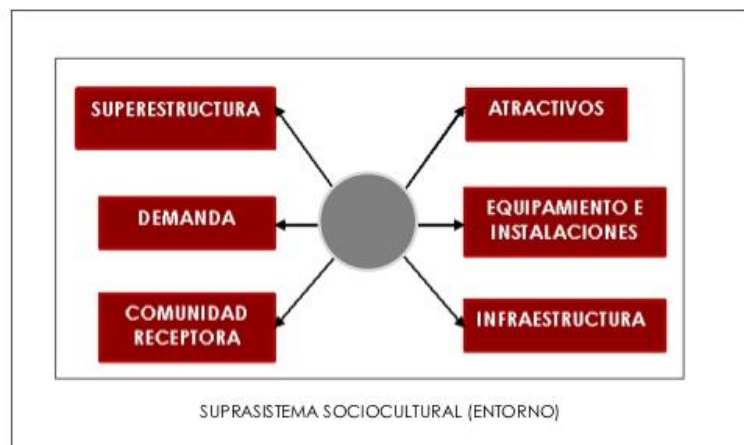 SUPERESTRUCTURA
ATRACTIVOS
DEMANDA
EQUIPAMIENTO E
INSTALACIONES
COMUNIDAD
RECEPTORA
INFRAESTRUCTURA
SUPRASISTEMA SOCIOCULTURAL (ENTORNO)